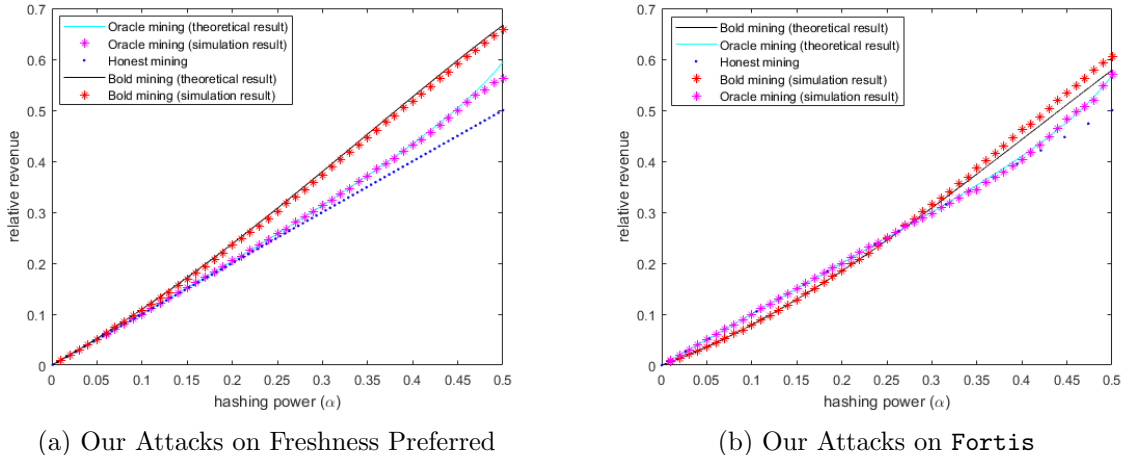 0.7
0.6
0.5
0.4
0.3
0.2
0.1
0
relative revenue
Oracle mining (theoretical result)
Oracle mining (simulation result)
Honest mining
Bold mining (theoretical result)
Bold mining (simulation result)
0 0.05 0.1 0.15 0.2 0.25 0.3 0.35 0.4 0.45 0.5
hashing power (α)
(a) Our Attacks on Freshness Preferred
0.7
0.6
0.5
0.4
0.3
0.2
0.1
0
relative revenue
Bold mining (theoretical result)
Oracle mining (theoretical result)
Honest mining
Bold mining (simulation result)
Oracle mining (simulation result)
0 0.05 0.1 0.15 0.2 0.25 0.3 0.35 0.4 0.45 0.5
hashing power (α)
(b) Our Attacks on Fortis